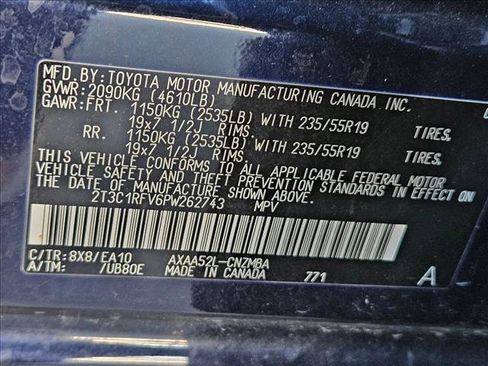 MFD.BY:TOYOTA MOTOR MANUFACTURING CANADA INC.
GVWR:2090KG (4610LB)
GAWR:FRT. 1150KG (2535LB) WITH 235/55R19 TIRES,
19x7 1/2J RIMS,
RR. 1150KG (2535LB) WITH 235/55R19 TIRES,
19x7 1/2J RIMS,
THIS VEHICLE CONFORMS TO ALL APPLICABLE FEDERAL MOTOR
VEHICLE SAFETY AND BUMPER STANDARDS IN EFFECT ON
THE DATE OF MANUFACTURE SHOWN ABOVE.
2T3C1RFV6PW262743 MPV
C/TR:8X8/EA10 AXAA52L-CNZMBA
A/TM: /UB80E MADE IN CANADA 771 A